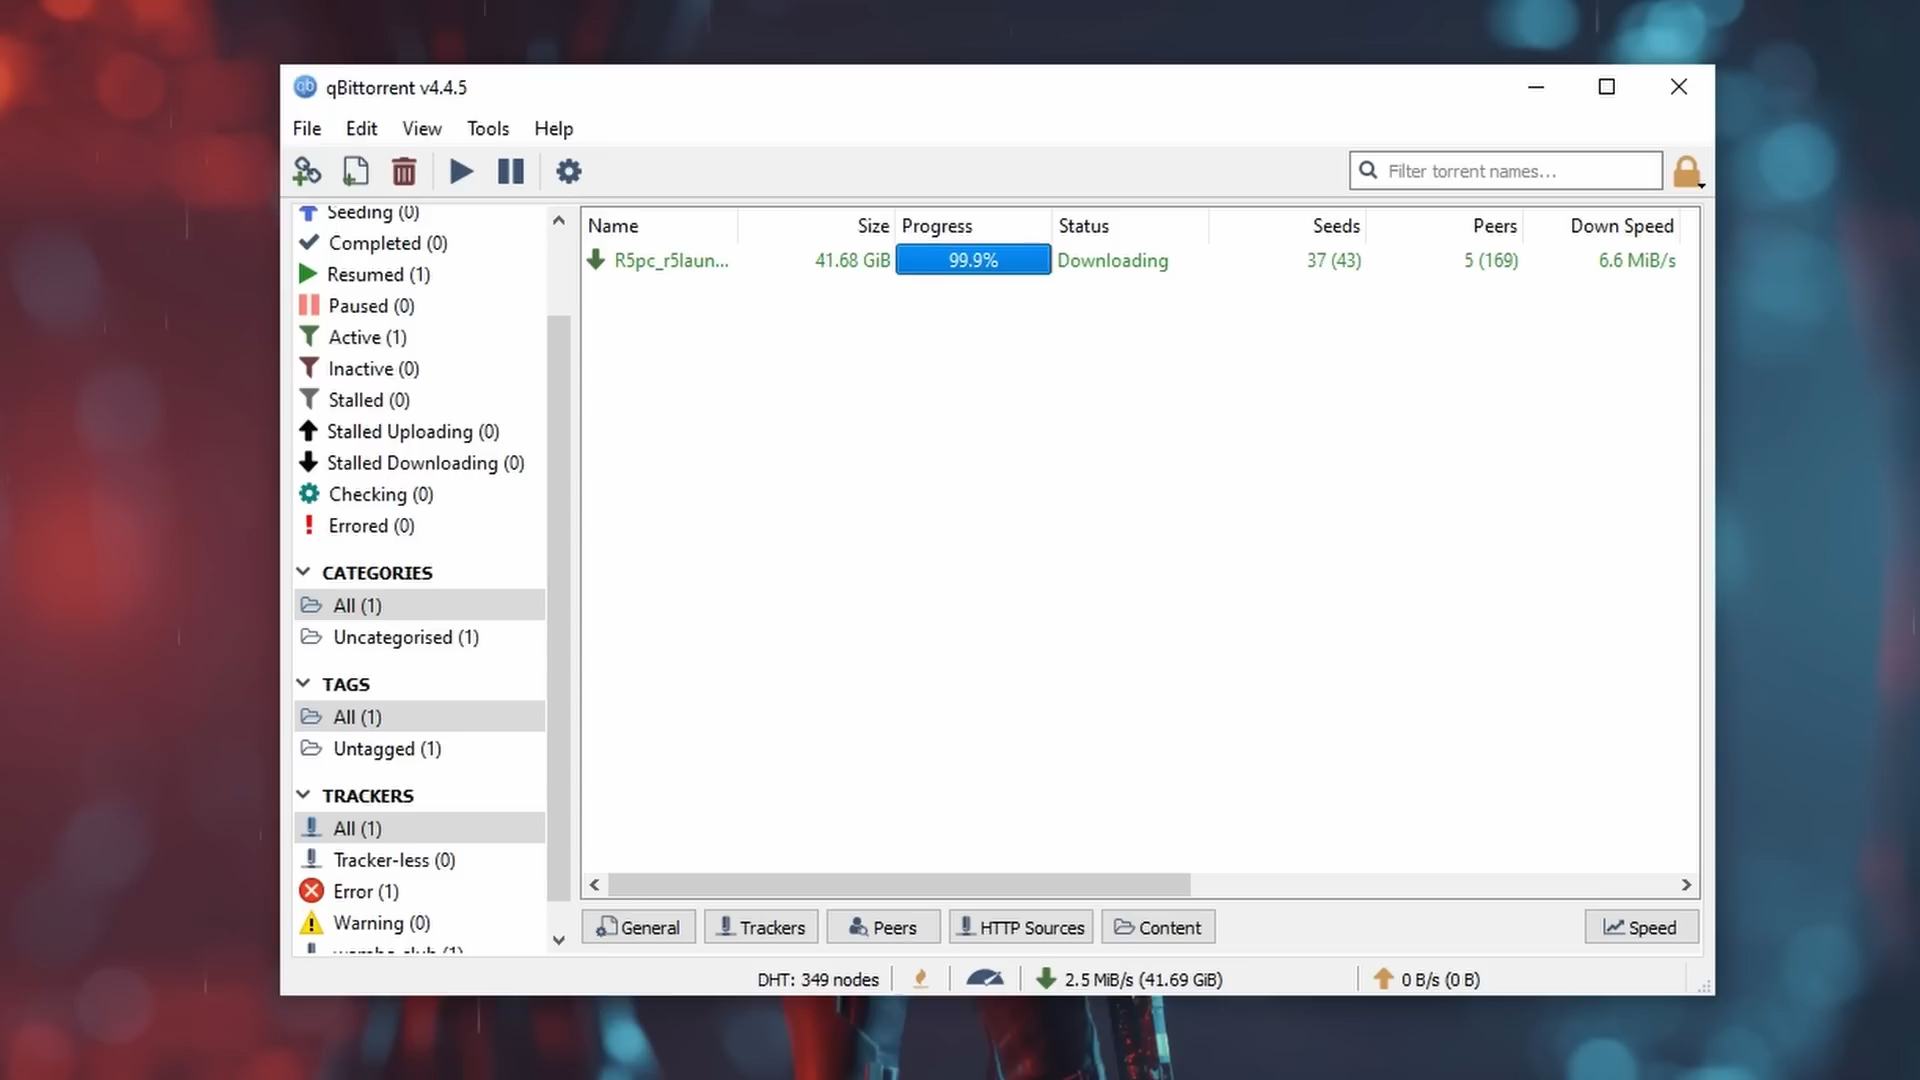 qBittorrent v4.4.5
File Edit View Tools Help
Filter torrent names...
Seeding (0)
Completed (0)
Resumed (1)
Paused (0)
Active (1)
Inactive (0)
Stalled (0)
Stalled Uploading (0)
Stalled Downloading (0)
Checking (0)
Errored (0)
CATEGORIES
All (1)
Uncategorised (1)
TAGS
All (1)
Untagged (1)
TRACKERS
All (1)
Tracker-less (0)
Error (1)
Warning (0)
Name Size Progress Status Seeds Peers Down Speed
R5pc_r5laun... 41.68 GiB 99.9% Downloading 37 (43) 5 (169) 6.6 MiB/s
General Trackers Peers HTTP Sources Content Speed
DHT: 349 nodes 2.5 MiB/s (41.69 GiB) 0 B/s (0 B)